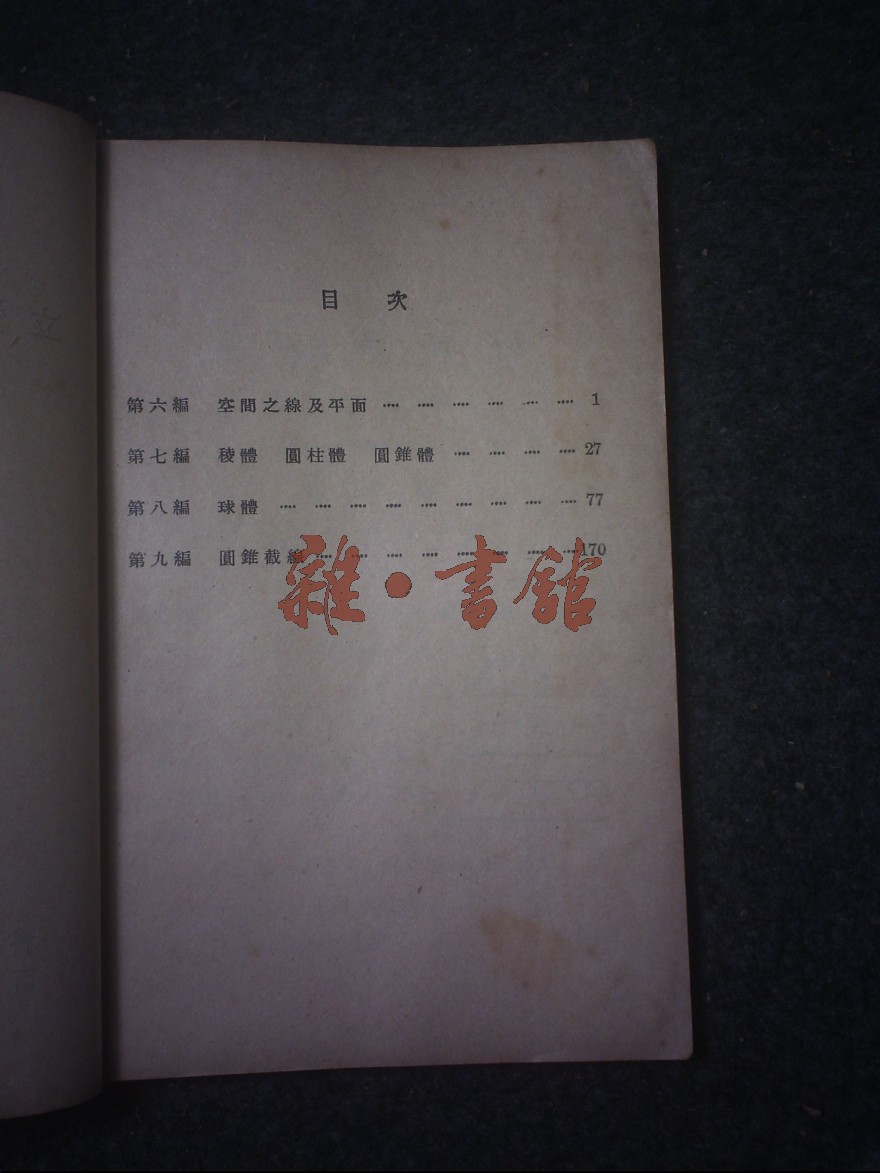 目 次
第六編 空間之線及平面 ···· ···· ···· ···· ···· ···· 1
第七編 稜體 圓柱體 圓錐體 ···· ···· ···· ···· 27
第八編 球體 ···· ···· ···· ···· ···· ···· ···· ···· ···· 77
第九編 圓錐截線 ···· ···· ···· ···· ···· ···· ···· ···· 170
雜·書館